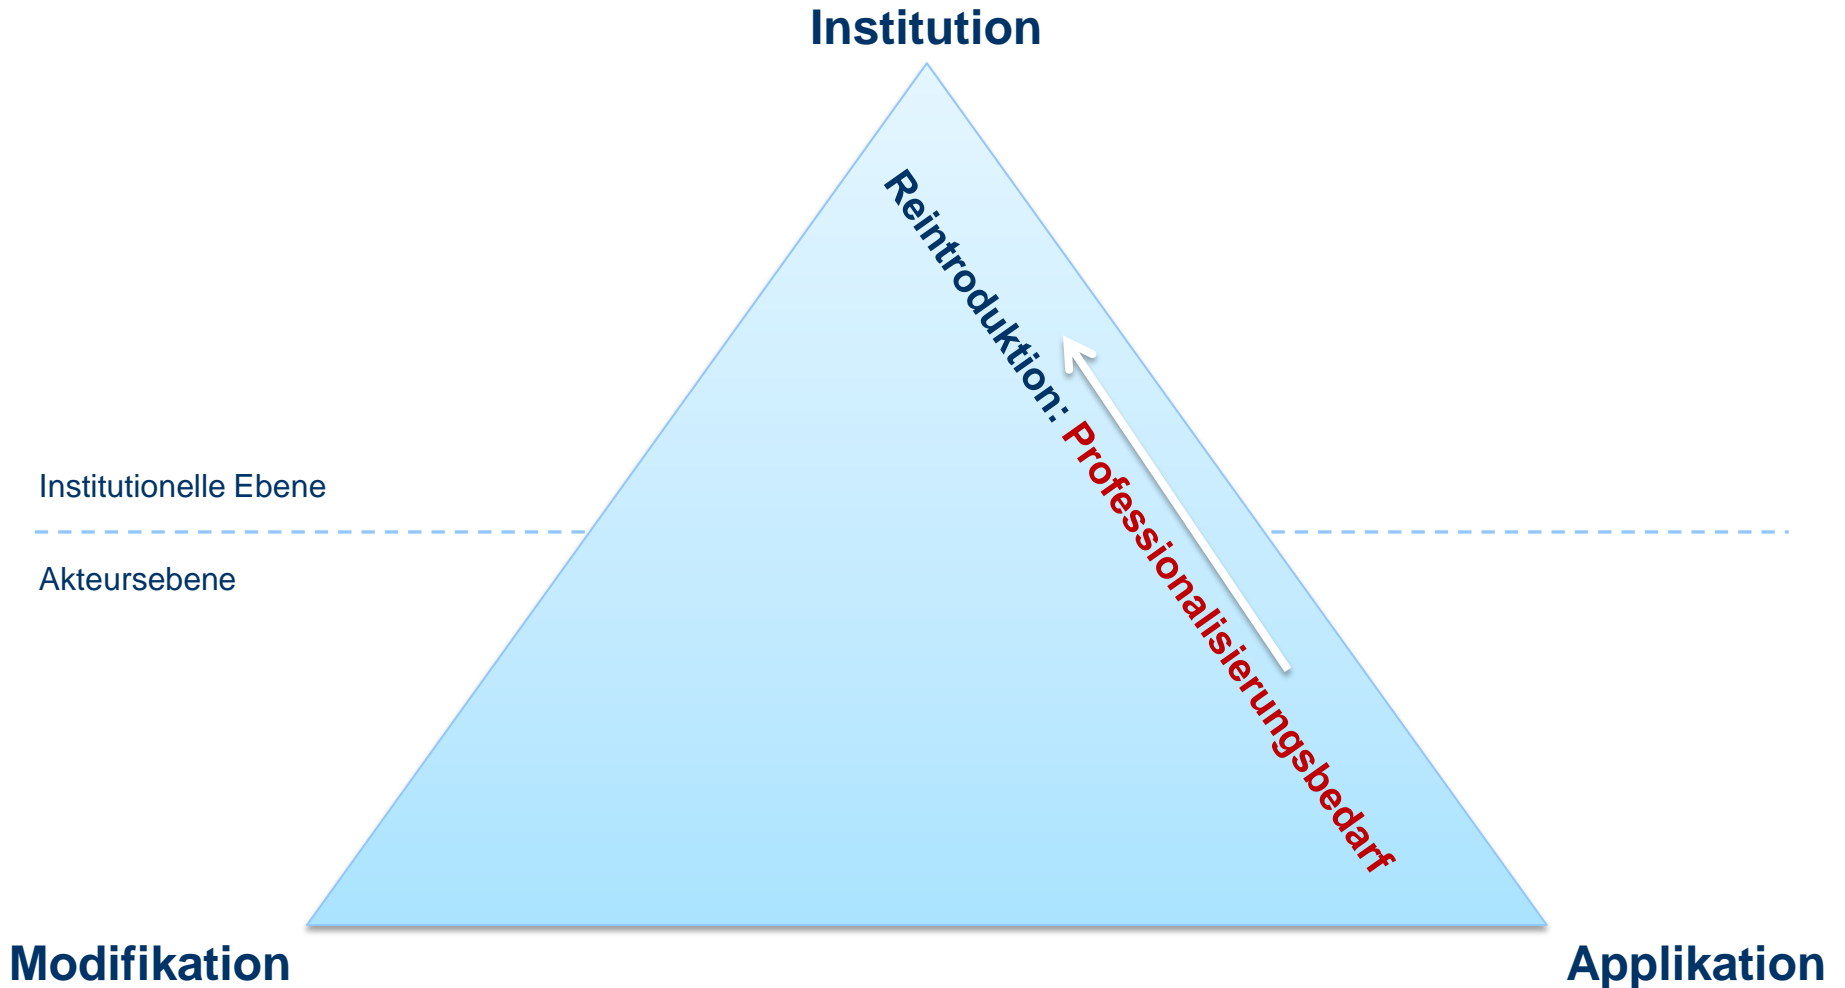 Institution
Reintroduktion: Professionalisierungsbedarf
Institutionelle Ebene
Akteursebene
Modifikation
Applikation